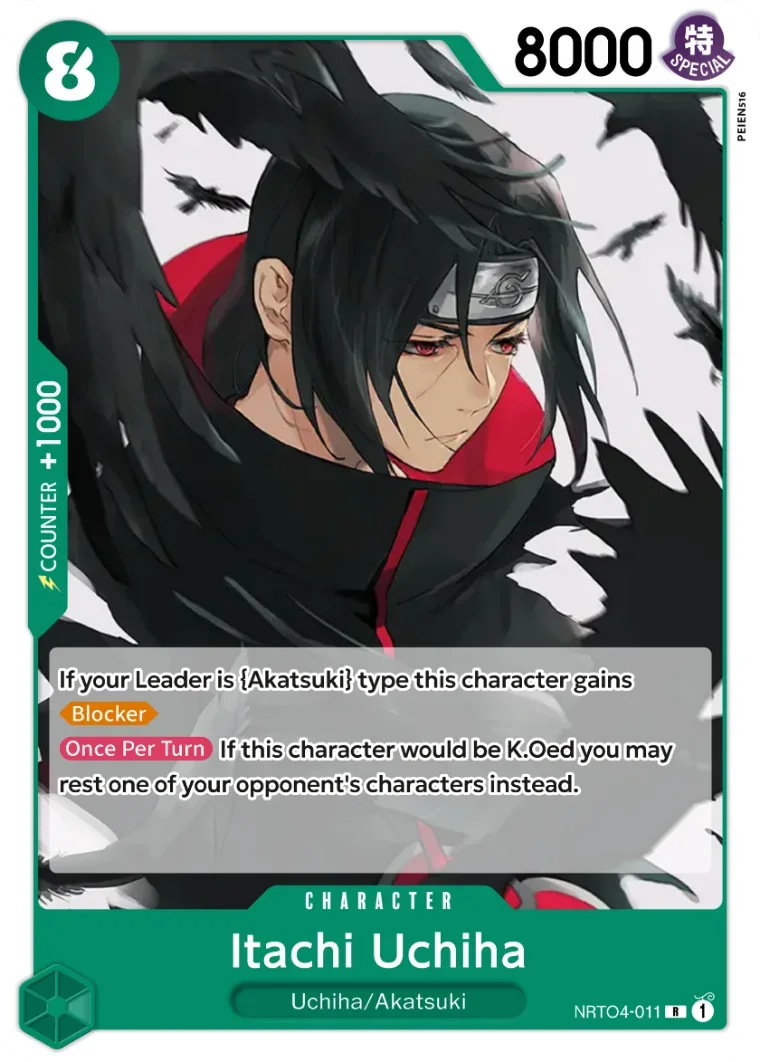 8
8000
特
SPECIAL
PEIEN516
COUNTER +1000
If your Leader is {Akatsuki} type this character gains
Blocker
Once Per Turn If this character would be K.Oed you may
rest one of your opponent's characters instead.
CHARACTER
Itachi Uchiha
Uchiha/Akatsuki
NRTO4-011 R 1